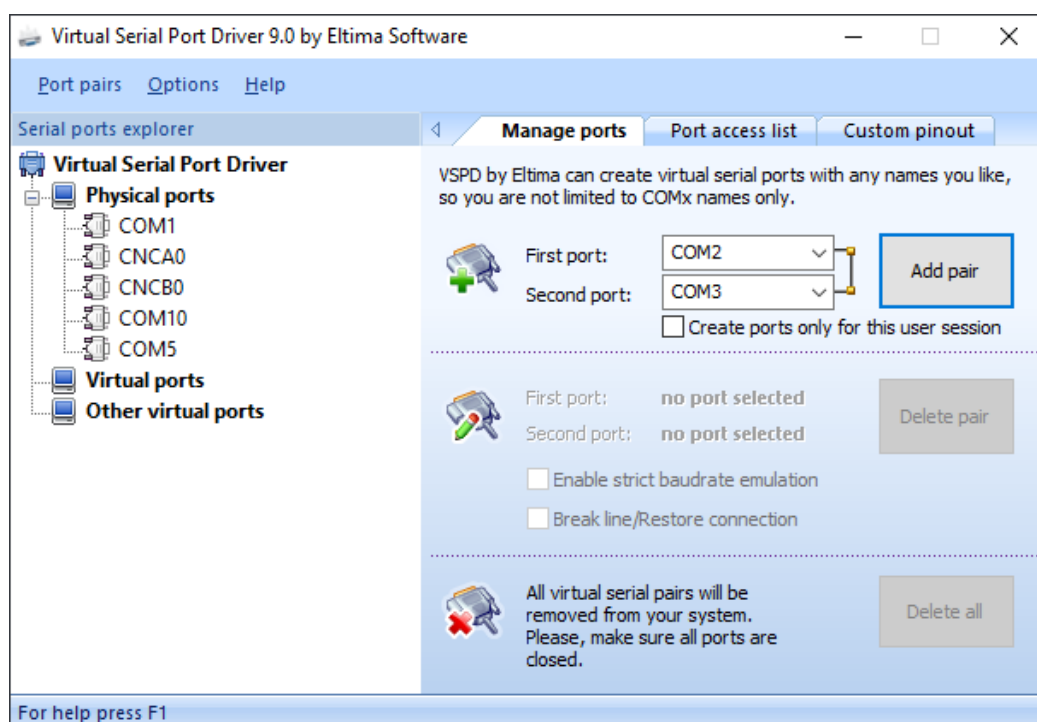 Virtual Serial Port Driver 9.0 by Eltima Software
Port pairs Options Help
Serial ports explorer
Virtual Serial Port Driver
Physical ports
COM1
CNCA0
CNCB0
COM10
COM5
Virtual ports
Other virtual ports
Manage ports Port access list Custom pinout
VSPD by Eltima can create virtual serial ports with any names you like,
so you are not limited to COMx names only.
First port: COM2
Second port: COM3
Add pair
Create ports only for this user session
First port: no port selected
Second port: no port selected
Delete pair
Enable strict baudrate emulation
Break line/Restore connection
All virtual serial pairs will be
removed from your system.
Please, make sure all ports are
closed.
Delete all
For help press F1